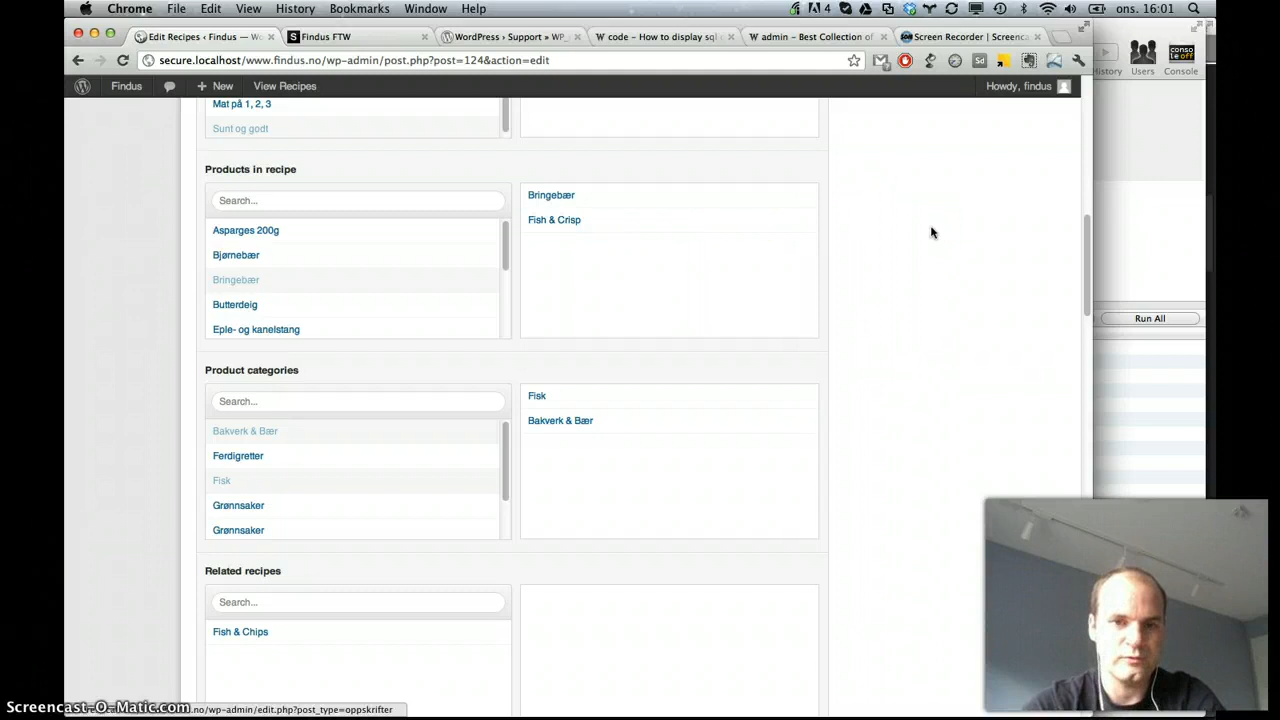 Chrome File Edit View History Bookmarks Window Help
4 ons. 16:01
Edit Recipes ‹ Findus — Wo
Findus FTW
WordPress › Support » WP_
code – How to display sql
admin – Best Collection of
Screen Recorder | Screenca
secure.localhost/www.findus.no/wp-admin/post.php?post=124&action=edit
History Users Console
Findus + New View Recipes Howdy, findus
Mat på 1, 2, 3
Sunt og godt
Products in recipe
Search...
Asparges 200g
Bjørnebær
Bringebær
Butterdeig
Eple- og kanelstang
Bringebær
Fish & Crisp
Run All
Product categories
Search...
Bakverk & Bær
Ferdigretter
Fisk
Grønnsaker
Grønnsaker
Fisk
Bakverk & Bær
Related recipes
Search...
Fish & Chips
Screencast-O-Matic.com
no/wp-admin/edit.php?post_type=oppskrifter